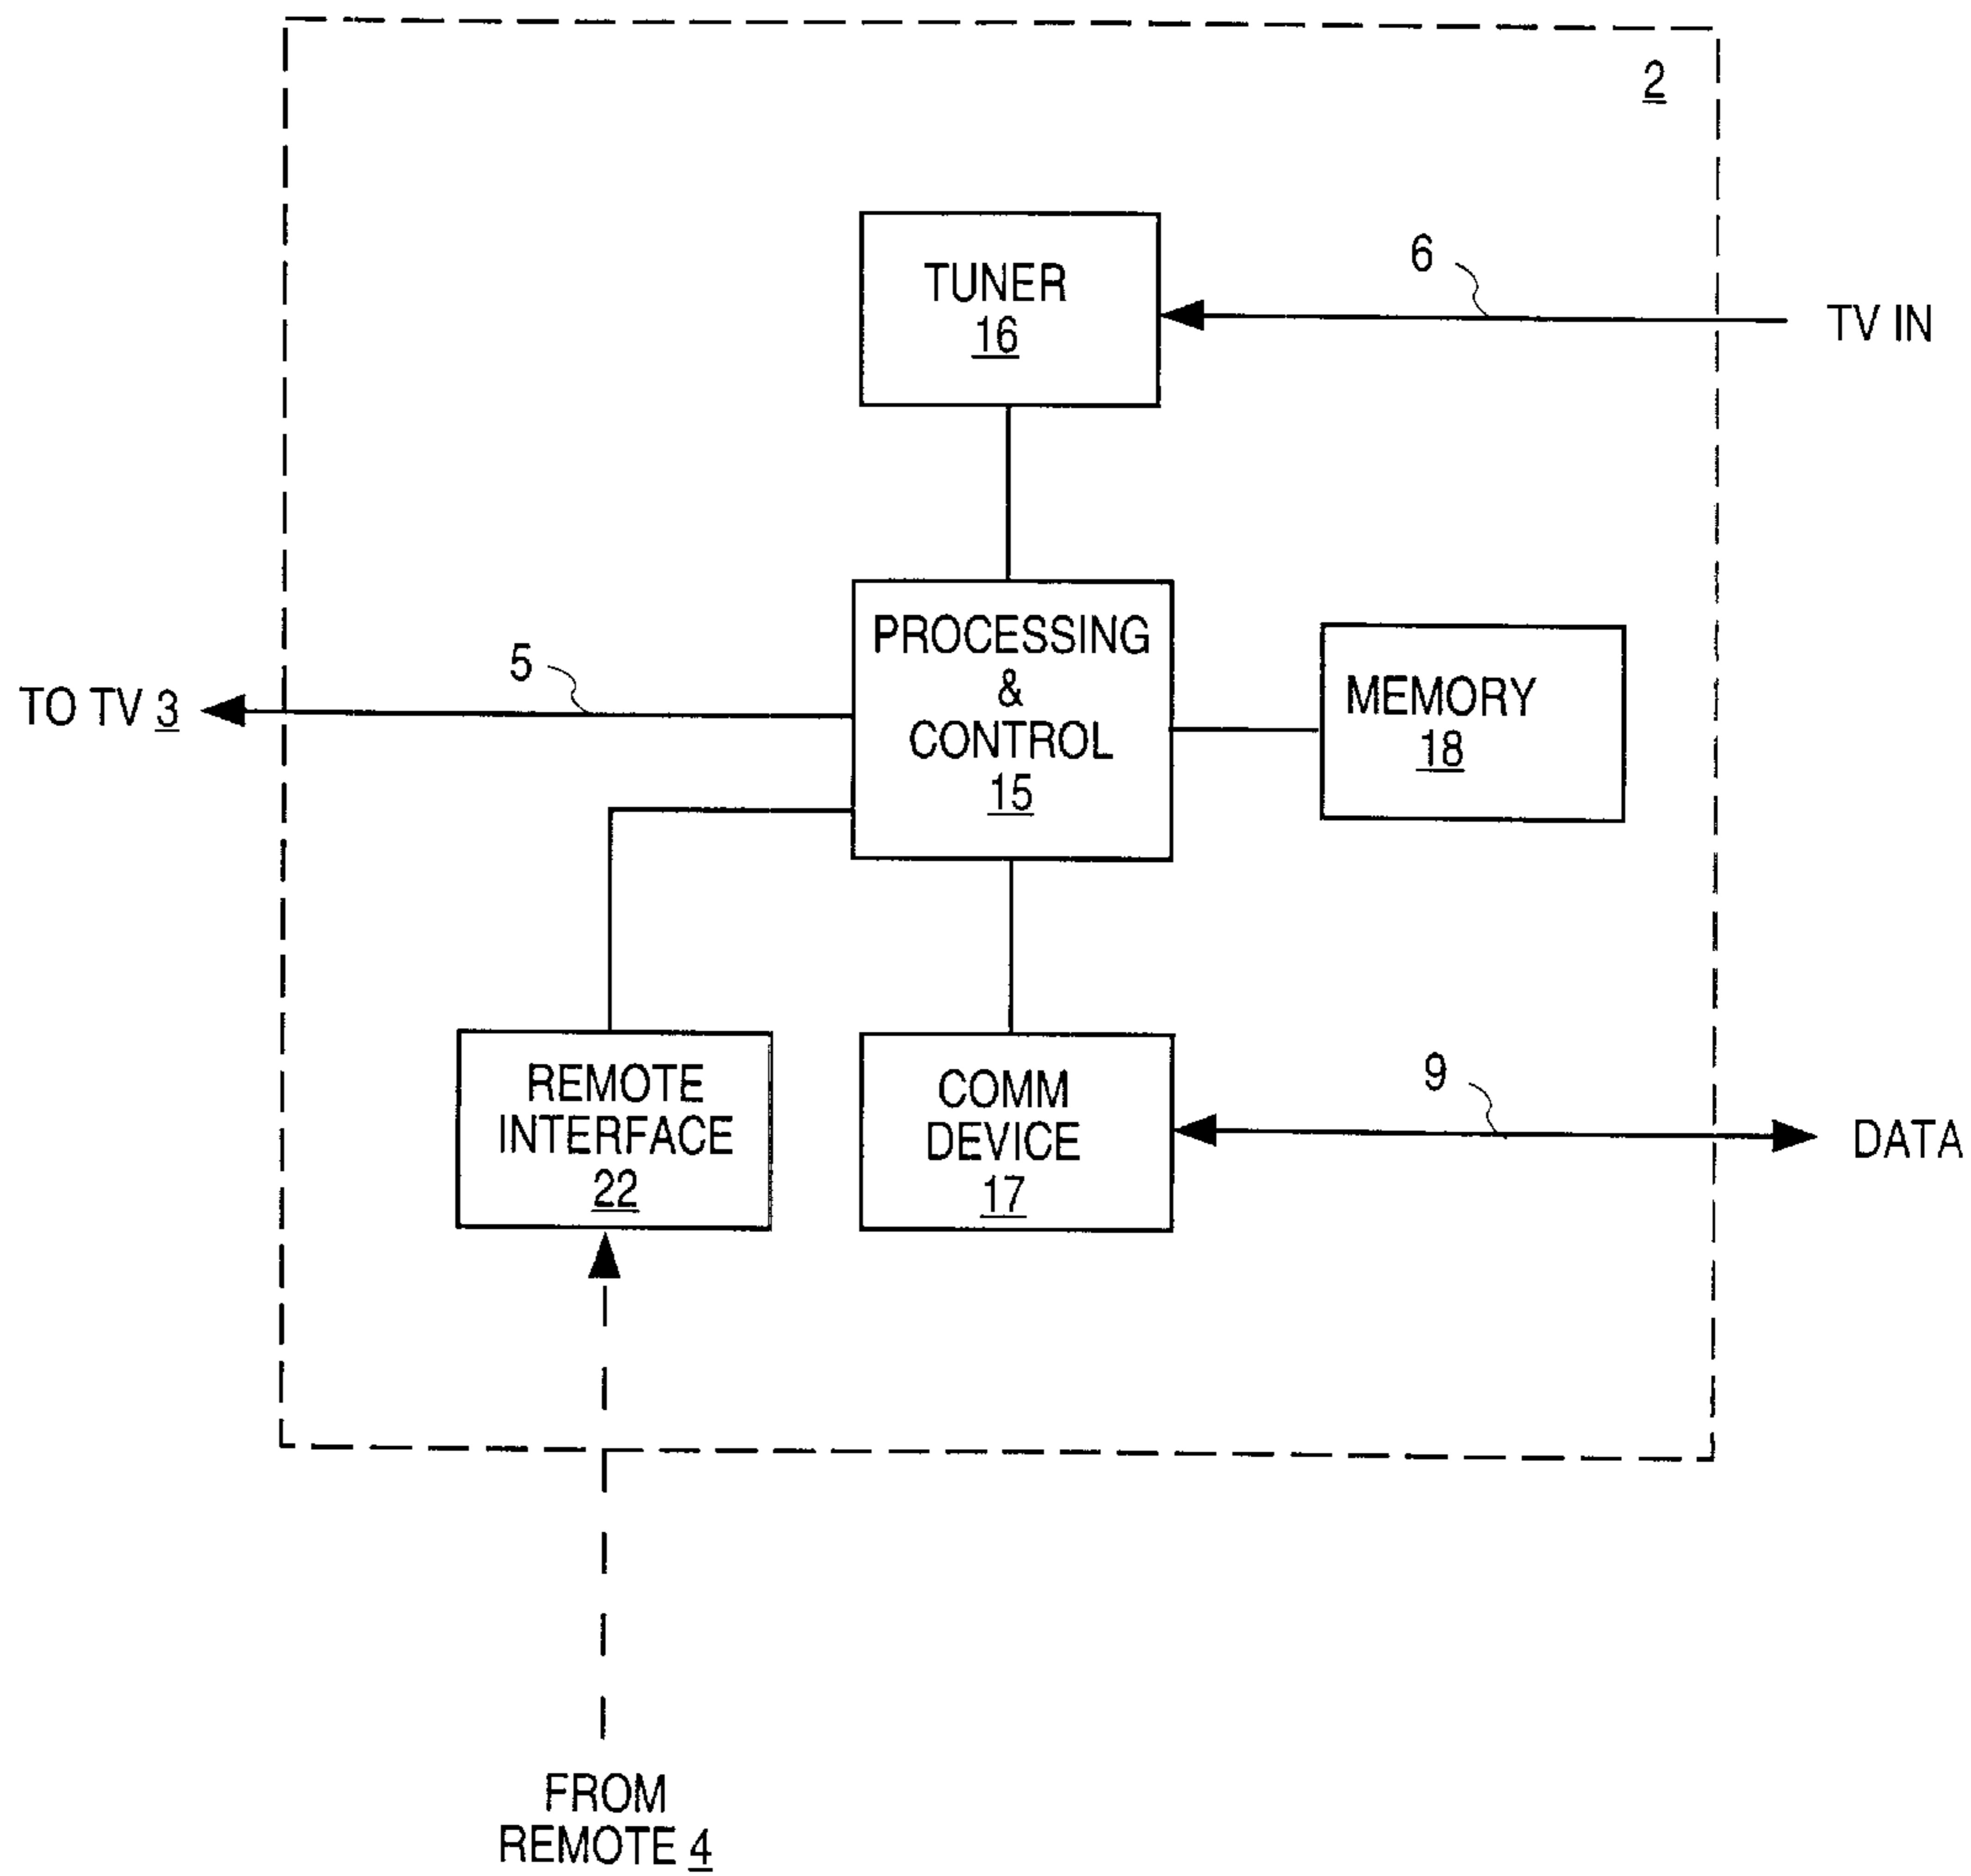 2
TUNER
16
6
TV IN
PROCESSING
&
CONTROL
15
5
TO TV 3
MEMORY
18
REMOTE
INTERFACE
22
COMM
DEVICE
17
9
DATA
FROM
REMOTE 4